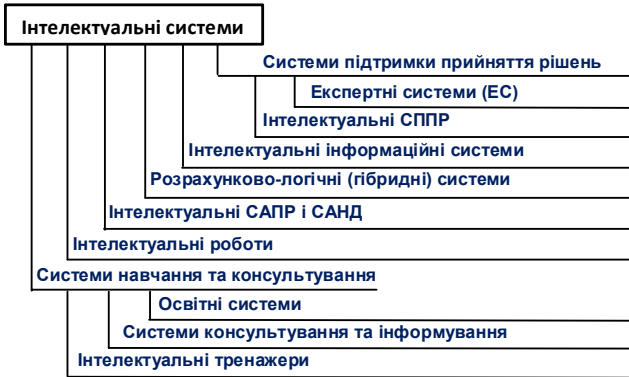 Інтелектуальні системи
Системи підтримки прийняття рішень
Експертні системи (ЕС)
Інтелектуальні СППР
Інтелектуальні інформаційні системи
Розрахунково-логічні (гібридні) системи
Інтелектуальні САПР і САНД
Інтелектуальні роботи
Системи навчання та консультування
Освітні системи
Системи консультування та інформування
Інтелектуальні тренажери